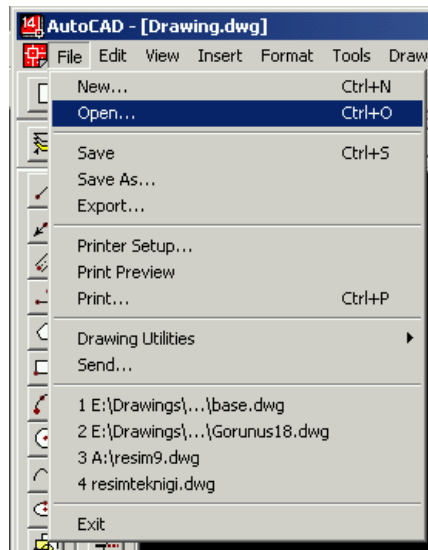 14 AutoCAD - [Drawing.dwg]
File Edit View Insert Format Tools Draw
New... Ctrl+N
Open... Ctrl+O
Save Ctrl+S
Save As...
Export...
Printer Setup...
Print Preview
Print... Ctrl+P
Drawing Utilities
Send...
1 E:\Drawings\...\base.dwg
2 E:\Drawings\...\Gorunus18.dwg
3 A:\resim9.dwg
4 resimteknigi.dwg
Exit